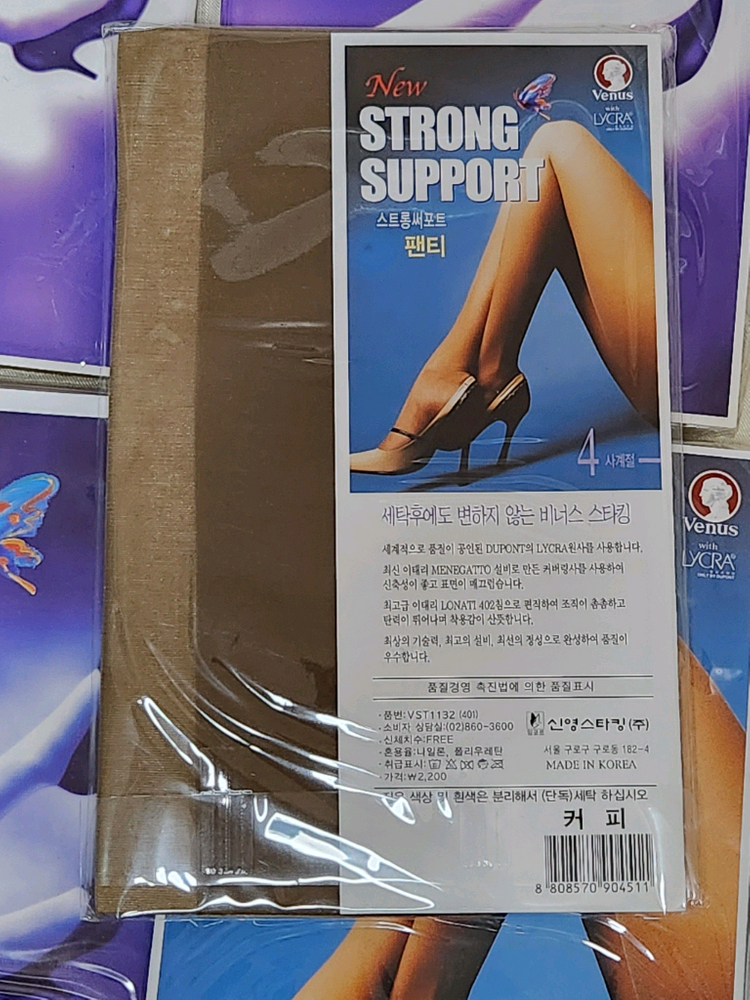 New
STRONG
SUPPORT
스트롱써포트
팬티
Venus
with
LYCRA
4 사계절
세탁후에도 변하지 않는 비너스 스타킹
세계적으로 품질이 공인된 DUPONT의 LYCRA원사를 사용합니다.
최신 이태리 MENEGATTO 설비로 만든 커버링사를 사용하여
신축성이 좋고 표면이 매끄럽습니다.
최고급 이태리 LONATI 402침으로 편직하여 조직이 촘촘하고
탄력이 뛰어나며 착용감이 산뜻합니다.
최상의 기술력, 최고의 설비, 최선의 정성으로 완성하여 품질이
우수합니다.
품질경영 촉진법에 의한 품질표시
·품번:VST1132 (401)
·소비자 상담실:(02)860-3600
·신체치수:FREE
·혼용율:나일론, 폴리우레탄
·취급표시:
·가격:₩2,200
신영스타킹(주)
서울 구로구 구로동 182-4
MADE IN KOREA
색상 및 흰색은 분리해서 (단독)세탁 하십시오
커 피
8 808570 904511
Venus
with
LYCRA®
ONLY BY DUPONT